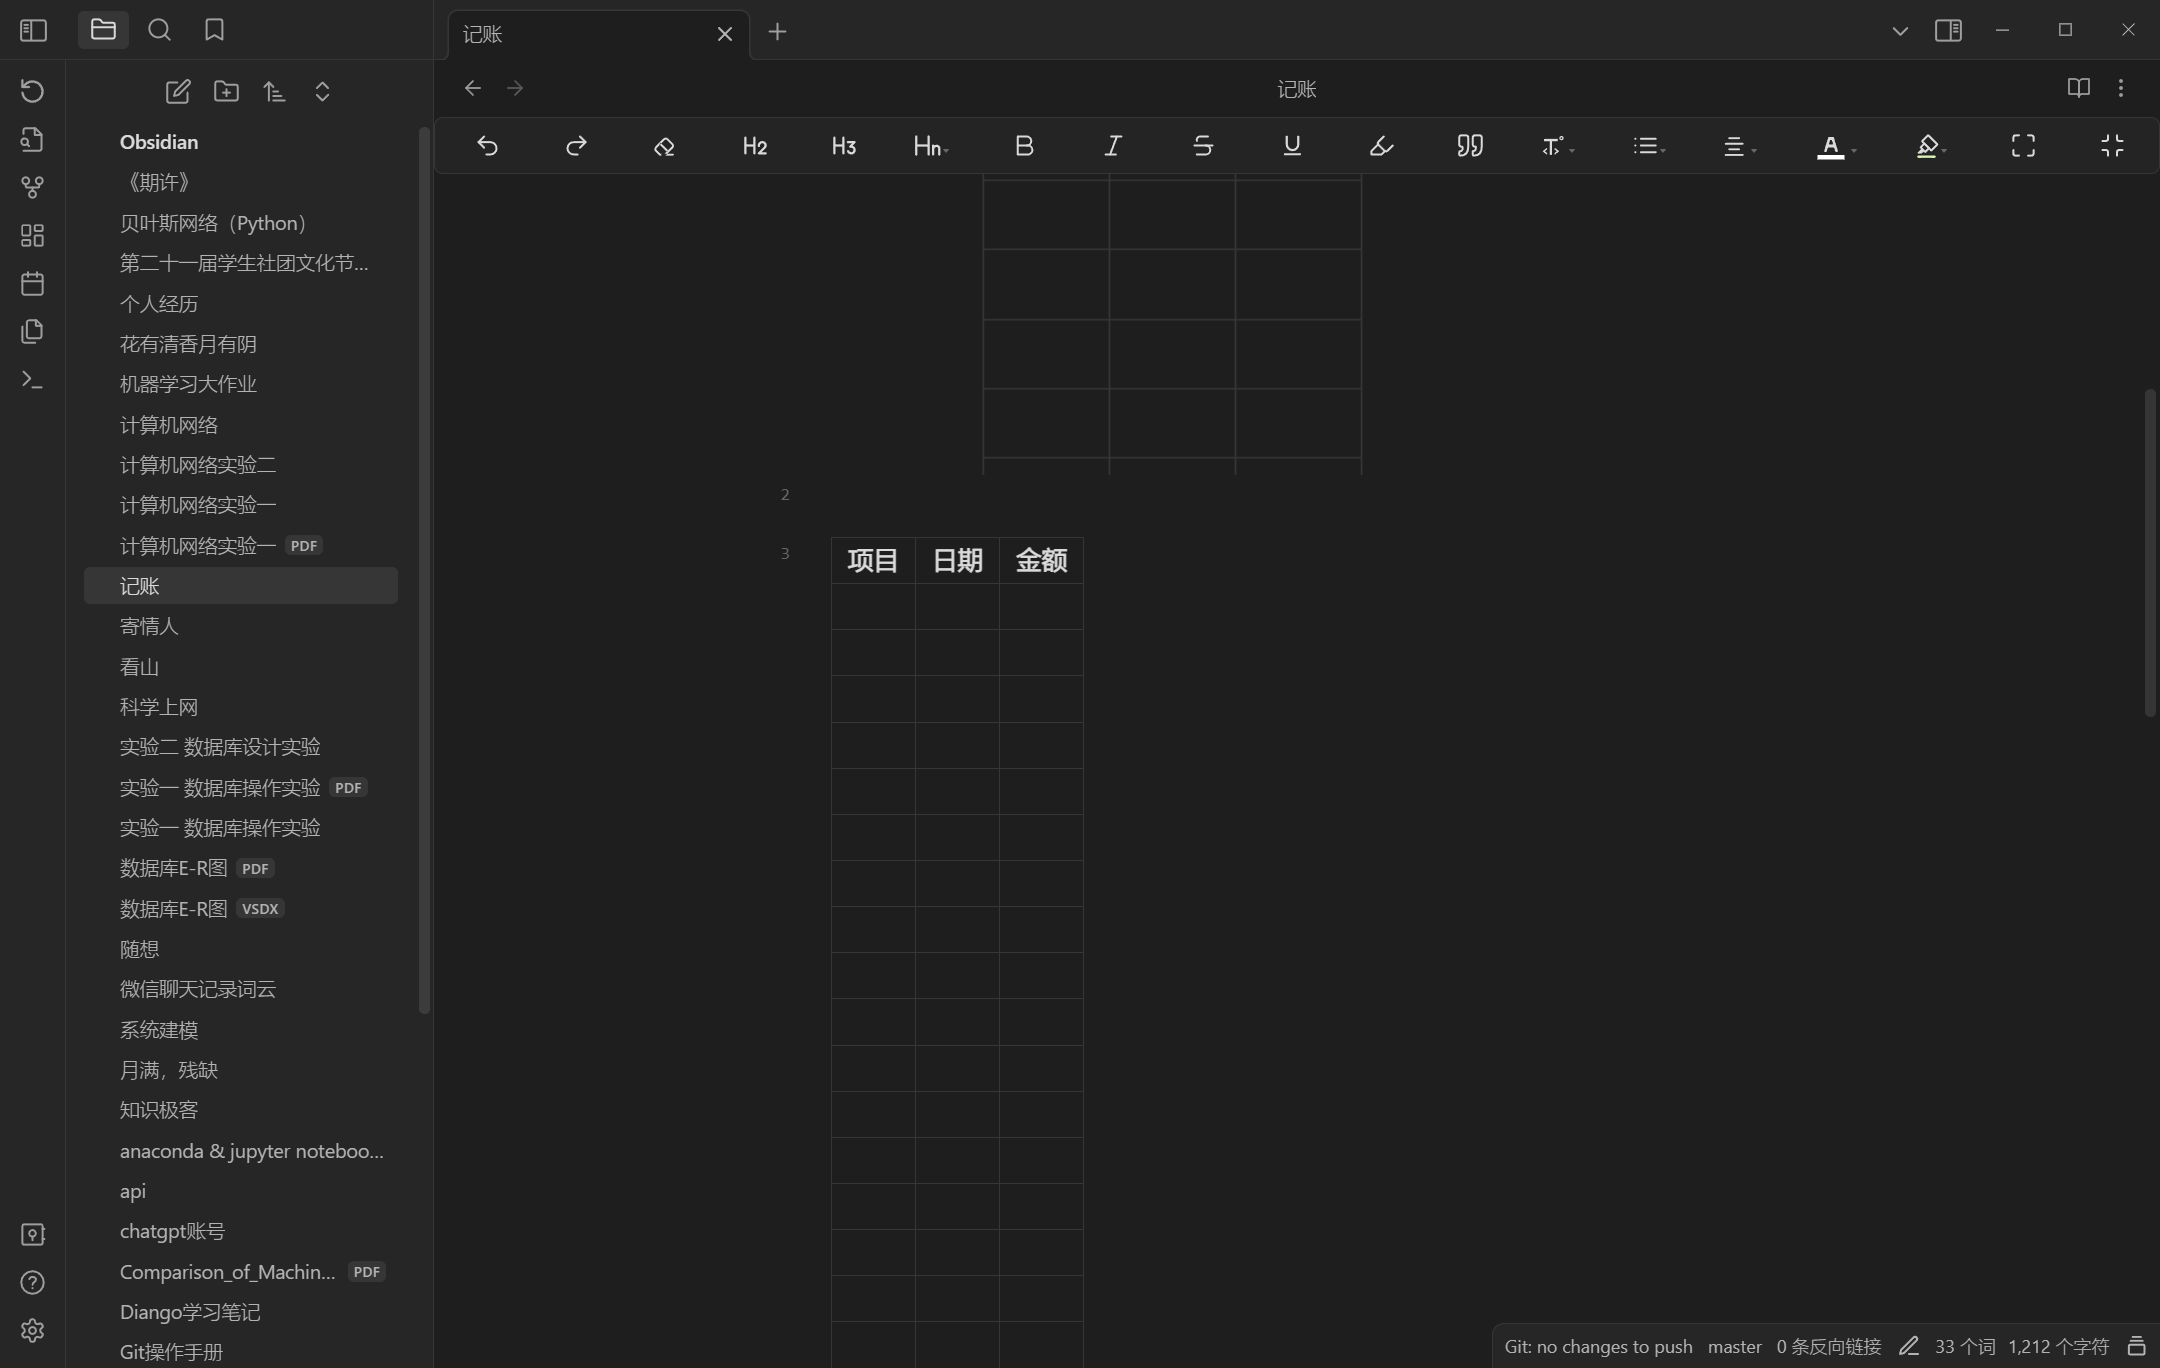 记账
记账
H2
H3
Hn
B
I
S
U
A
Obsidian
《期许》
贝叶斯网络（Python）
第二十一届学生社团文化节...
个人经历
花有清香月有阴
机器学习大作业
计算机网络
计算机网络实验二
计算机网络实验一
计算机网络实验一 PDF
记账
寄情人
看山
科学上网
实验二 数据库设计实验
实验一 数据库操作实验 PDF
实验一 数据库操作实验
数据库E-R图 PDF
数据库E-R图 VSDX
随想
微信聊天记录词云
系统建模
月满，残缺
知识极客
anaconda & jupyter noteboo...
api
chatgpt账号
Comparison_of_Machin... PDF
Diango学习笔记
Git操作手册
2
3
项目 日期 金额
Git: no changes to push master 0 条反向链接 33 个词 1,212 个字符